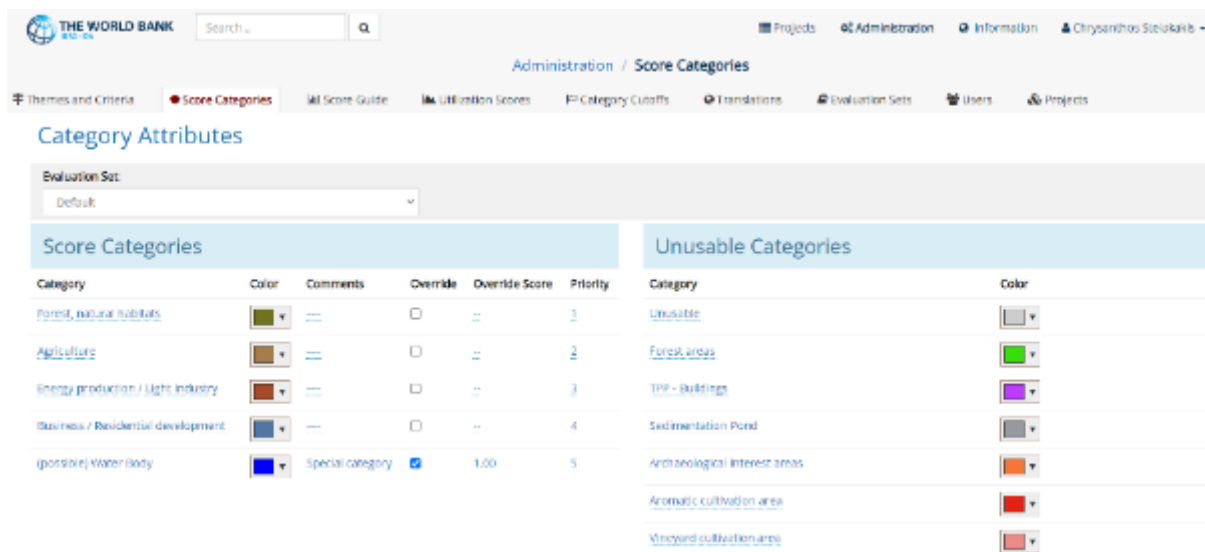 THE WORLD BANK
Search...
Projects
Administration
Information
Administration / Score Categories
Themes and Criteria
Score Categories
Score Guide
Utilization Scores
Category Cutoffs
Translations
Evaluation Sets
Users
Projects
Category Attributes
Evaluation Set:
Default
Score Categories
Category Color Comments Override Override Score Priority
Forest, natural habitats ---- -- 1
Agriculture ---- -- 2
Energy production / Light Industry ---- -- 3
Business / Residential development ---- -- 4
(possible) Water Body Special category 1.00 5
Unusable Categories
Category Color
Unusable
Forest areas
TPP - Buildings
Sedimentation Pond
Archaeological interest areas
Aromatic cultivation area
Vineyard cultivation area